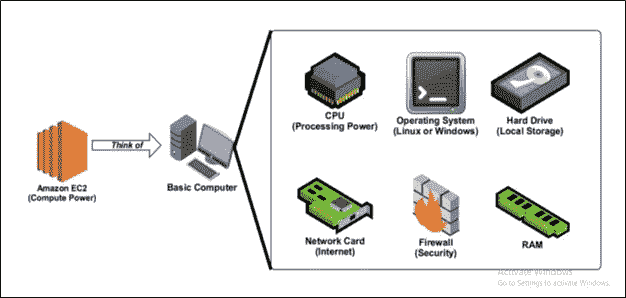 Amazon EC2
(Compute Power)
Think of
Basic Computer
CPU
(Processing Power)
Operating System
(Linux or Windows)
Hard Drive
(Local Storage)
Network Card
(Internet)
Firewall
(Security)
RAM
Activate Windows
Go to Settings to activate Windows.